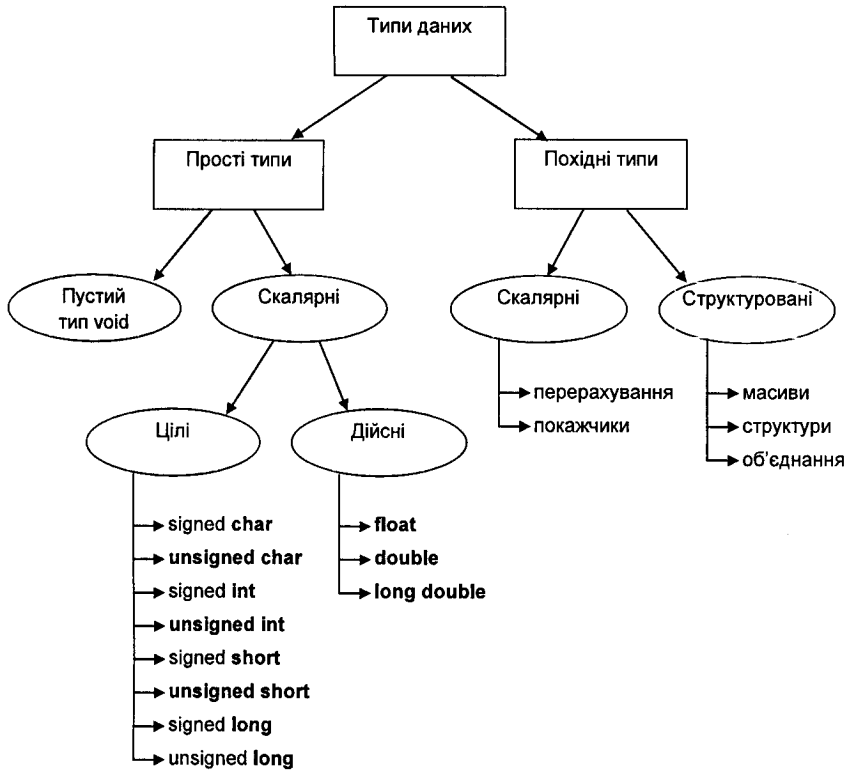 Типи даних
Прості типи
Похідні типи
Пустий
тип void
Скалярні
Скалярні
Структуровані
перерахування
покажчики
масиви
структури
об'єднання
Цілі
Дійсні
signed char
unsigned char
signed int
unsigned int
signed short
unsigned short
signed long
unsigned long
float
double
long double